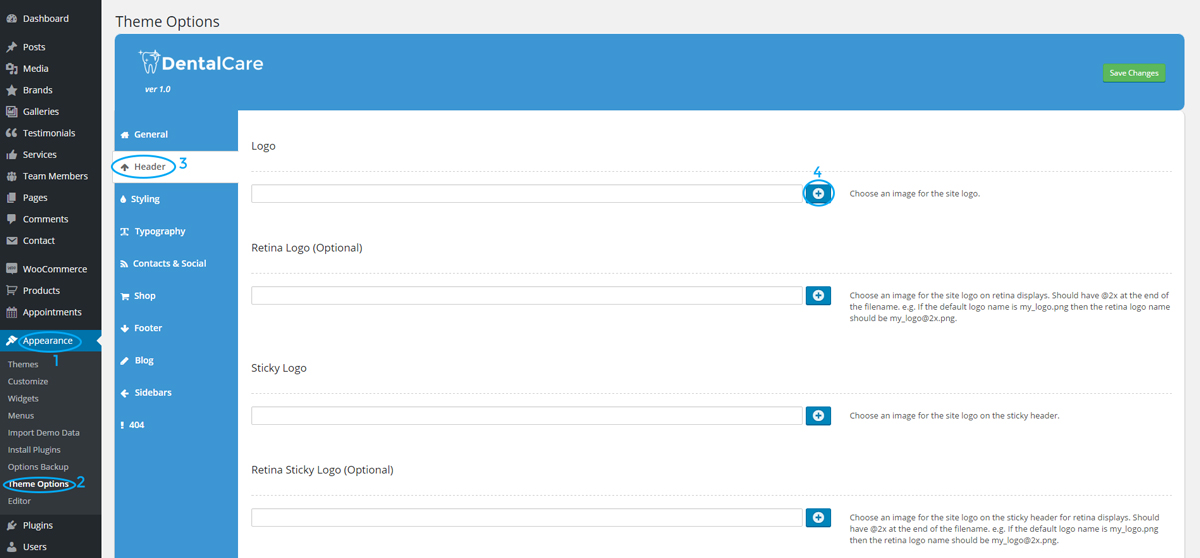 Dashboard
Posts
Media
Brands
Galleries
Testimonials
Services
Team Members
Pages
Comments
Contact
WooCommerce
Products
Appointments
Appearance
1
Themes
Customize
Widgets
Menus
Import Demo Data
Install Plugins
Options Backup
Theme Options 2
Editor
Plugins
Users
Theme Options
DentalCare
ver 1.0
Save Changes
General
Header 3
Styling
Typography
Contacts & Social
Shop
Footer
Blog
Sidebars
404
Logo
4
Choose an image for the site logo.
Retina Logo (Optional)
Choose an image for the site logo on retina displays. Should have @2x at the end of
the filename. e.g. If the default logo name is my_logo.png then the retina logo name
should be my_logo@2x.png.
Sticky Logo
Choose an image for the site logo on the sticky header.
Retina Sticky Logo (Optional)
Choose an image for the site logo on the sticky header for retina displays. Should
have @2x at the end of the filename. e.g. If the default logo name is my_logo.png
then the retina logo name should be my_logo@2x.png.